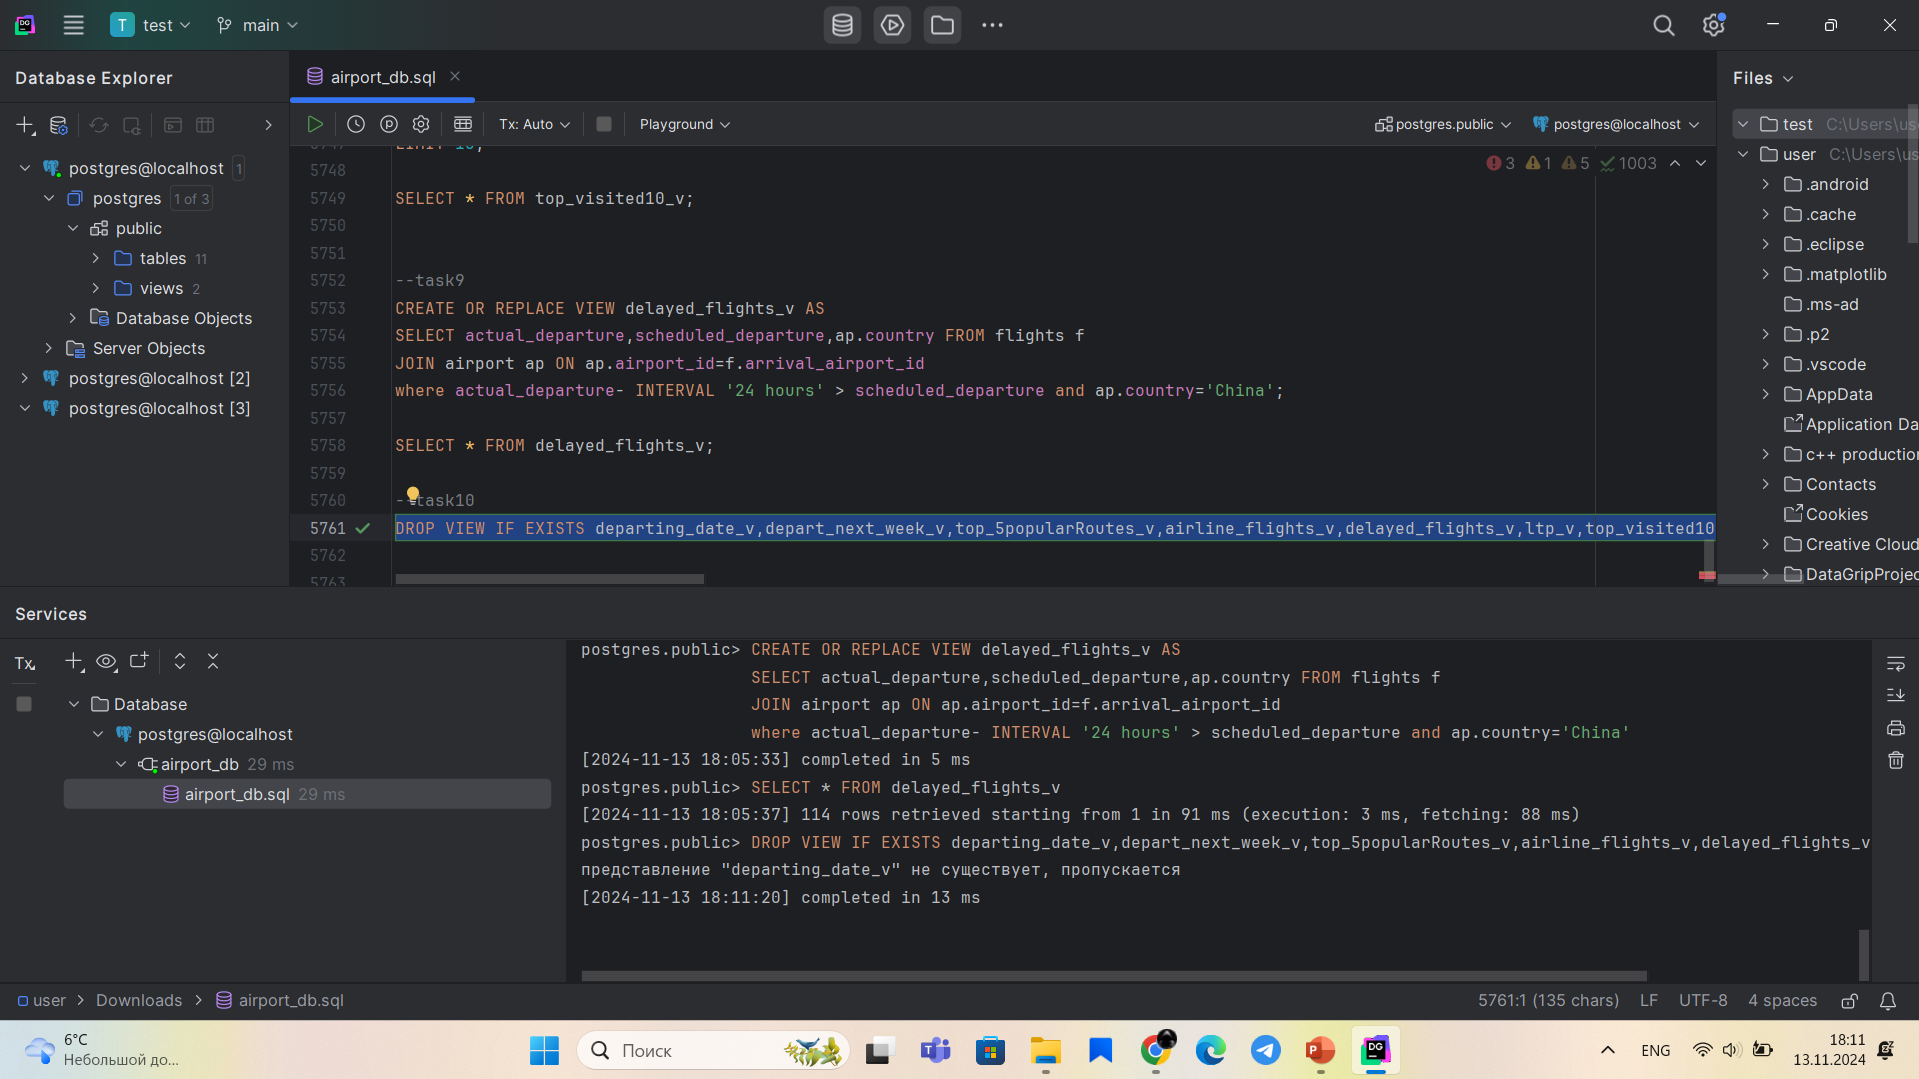 test
main
Database Explorer
airport_db.sql
Files
Tx: Auto
Playground
postgres.public
postgres@localhost
postgres@localhost 1
postgres 1 of 3
public
tables 11
views 2
Database Objects
Server Objects
postgres@localhost [2]
postgres@localhost [3]
3 1 5 1003
5748
5749 SELECT * FROM top_visited10_v;
5750
5751
5752 --task9
5753 CREATE OR REPLACE VIEW delayed_flights_v AS
5754 SELECT actual_departure,scheduled_departure,ap.country FROM flights f
5755 JOIN airport ap ON ap.airport_id=f.arrival_airport_id
5756 where actual_departure- INTERVAL '24 hours' > scheduled_departure and ap.country='China';
5757
5758 SELECT * FROM delayed_flights_v;
5759
5760 --task10
5761 DROP VIEW IF EXISTS departing_date_v,depart_next_week_v,top_5popularRoutes_v,airline_flights_v,delayed_flights_v,ltp_v,top_visited10
5762
5763
test C:\Users\us
user C:\Users\us
.android
.cache
.eclipse
.matplotlib
.ms-ad
.p2
.vscode
AppData
Application Da
c++ production
Contacts
Cookies
Creative Cloud
DataGripProjec
Services
Tx
Database
postgres@localhost
airport_db 29 ms
airport_db.sql 29 ms
postgres.public> CREATE OR REPLACE VIEW delayed_flights_v AS
SELECT actual_departure,scheduled_departure,ap.country FROM flights f
JOIN airport ap ON ap.airport_id=f.arrival_airport_id
where actual_departure- INTERVAL '24 hours' > scheduled_departure and ap.country='China'
[2024-11-13 18:05:33] completed in 5 ms
postgres.public> SELECT * FROM delayed_flights_v
[2024-11-13 18:05:37] 114 rows retrieved starting from 1 in 91 ms (execution: 3 ms, fetching: 88 ms)
postgres.public> DROP VIEW IF EXISTS departing_date_v,depart_next_week_v,top_5popularRoutes_v,airline_flights_v,delayed_flights_v
представление "departing_date_v" не существует, пропускается
[2024-11-13 18:11:20] completed in 13 ms
user > Downloads > airport_db.sql
5761:1 (135 chars) LF UTF-8 4 spaces
6°C
Небольшой до...
Поиск
ENG
18:11
13.11.2024